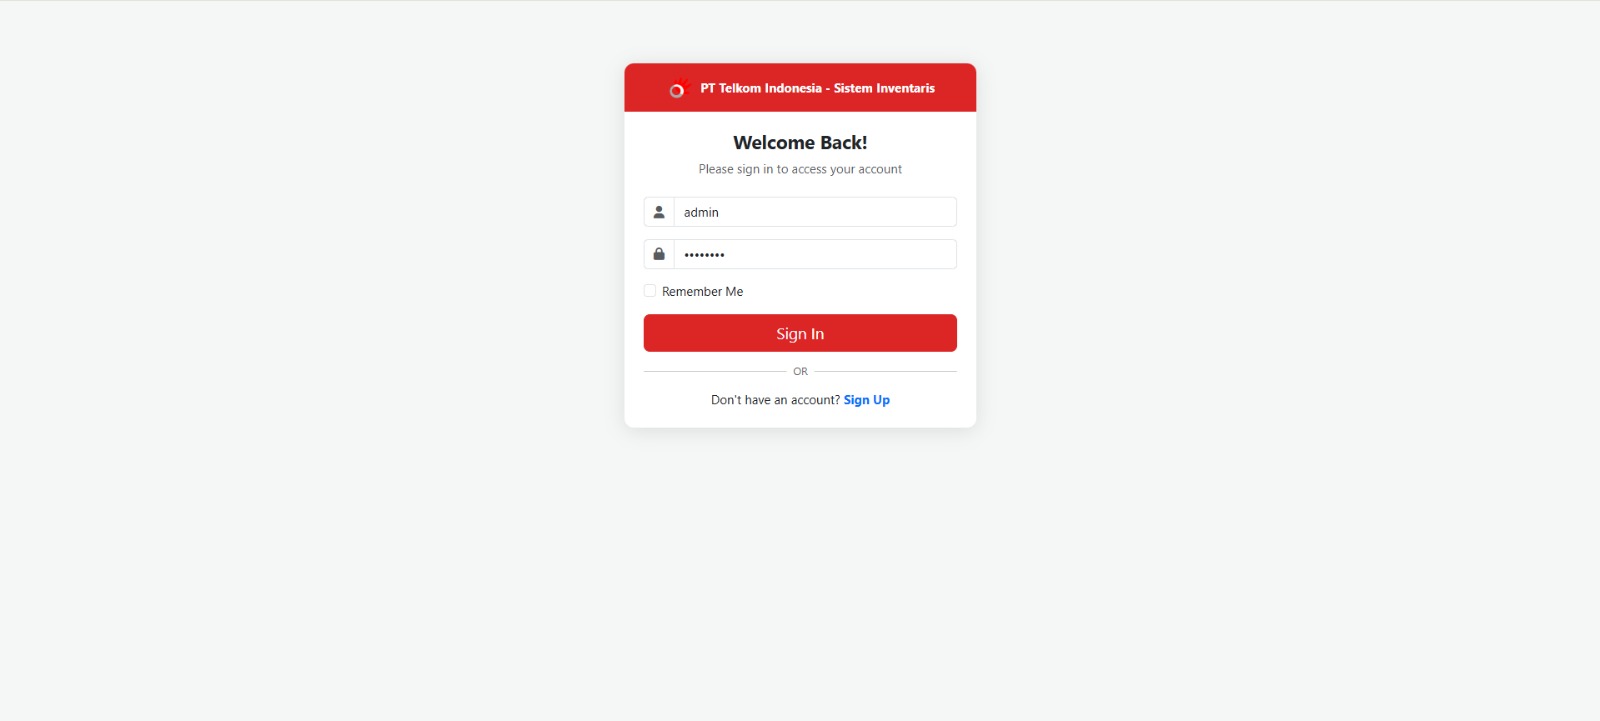 PT Telkom Indonesia - Sistem Inventaris
Welcome Back!
Please sign in to access your account
admin
••••••••
Remember Me
Sign In
OR
Don't have an account? Sign Up